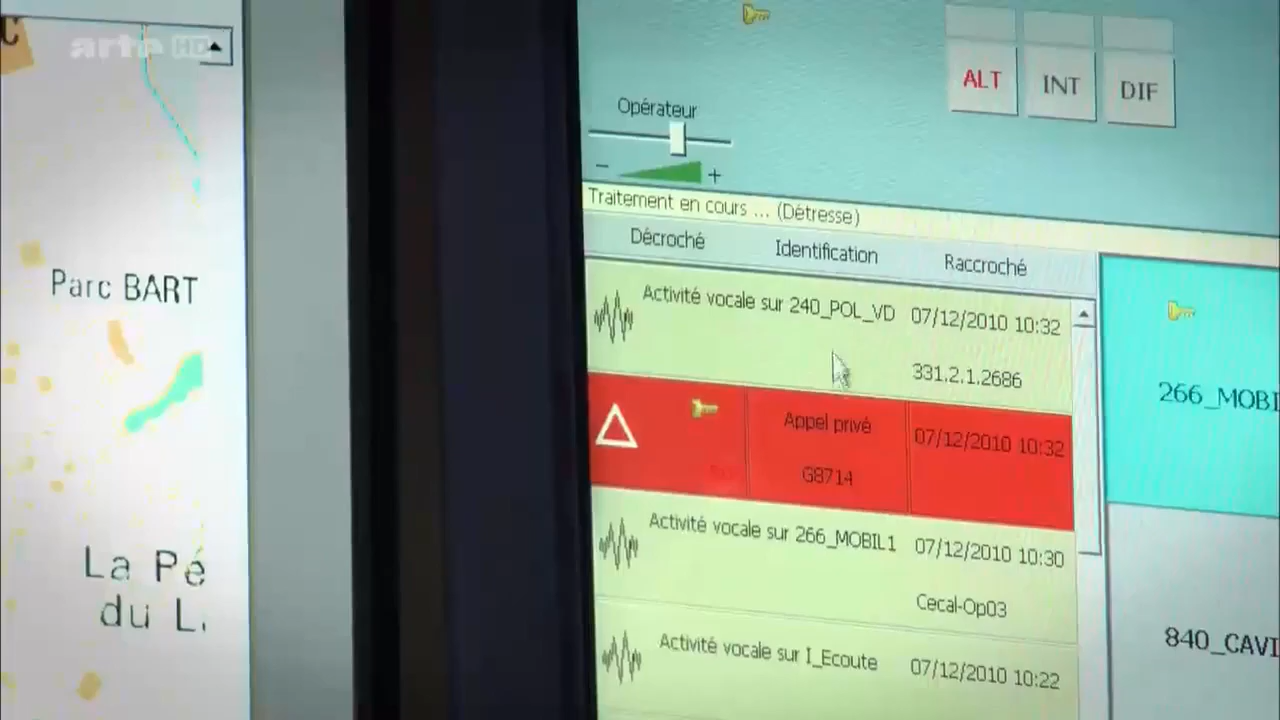 C
arte HD
Parc BART
La Pé
du L.
ALT INT DIF
Opérateur
− +
Traitement en cours ... (Détresse)
Décroché Identification Raccroché
Activité vocale sur 240_POL_VD 07/12/2010 10:32
331.2.1.2686
Appel privé 07/12/2010 10:32
G8714
Activité vocale sur 266_MOBIL1 07/12/2010 10:30
Cecal-Op03
Activité vocale sur I_Ecoute 07/12/2010 10:22
266_MOBI
840_CAVI